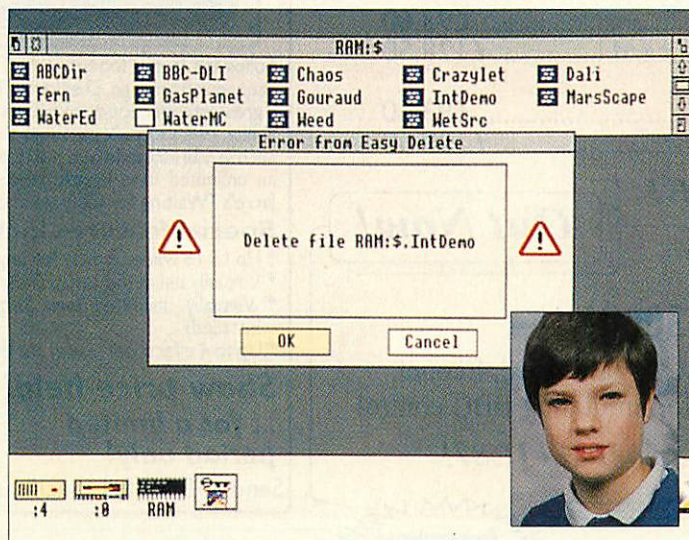 RAM:$
ABCDir BBC-DLI Chaos Crazylet Dali
Fern GasPlanet Gouraud IntDemo MarsScape
WaterEd WaterMC Weed WetSrc
Error from Easy Delete
Delete file RAM:$.IntDemo
OK Cancel
:4 :0 RAM